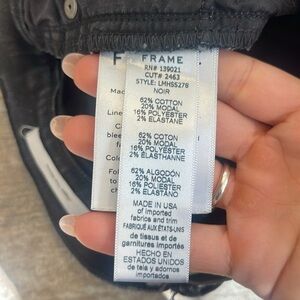 FRAME
RN# 139021
CUT# 2463
STYLE: LMHS5276
NOIR
62% COTTON
20% MODAL
16% POLYESTER
2% ELASTANE
62% COTON
20% MODAL
16% POLYESTER
2% ÉLASTHANNE
62% ALGODÓN
20% MODAL
16% POLIÉSTER
2% ELASTANO
MADE IN USA
of imported
fabrics and trim
FABRIQUÉ AUX ÉTATS-UNIS
de tissus et de
garnitures importés
HECHO EN
ESTADOS UNIDOS
de tela y adornos
importados